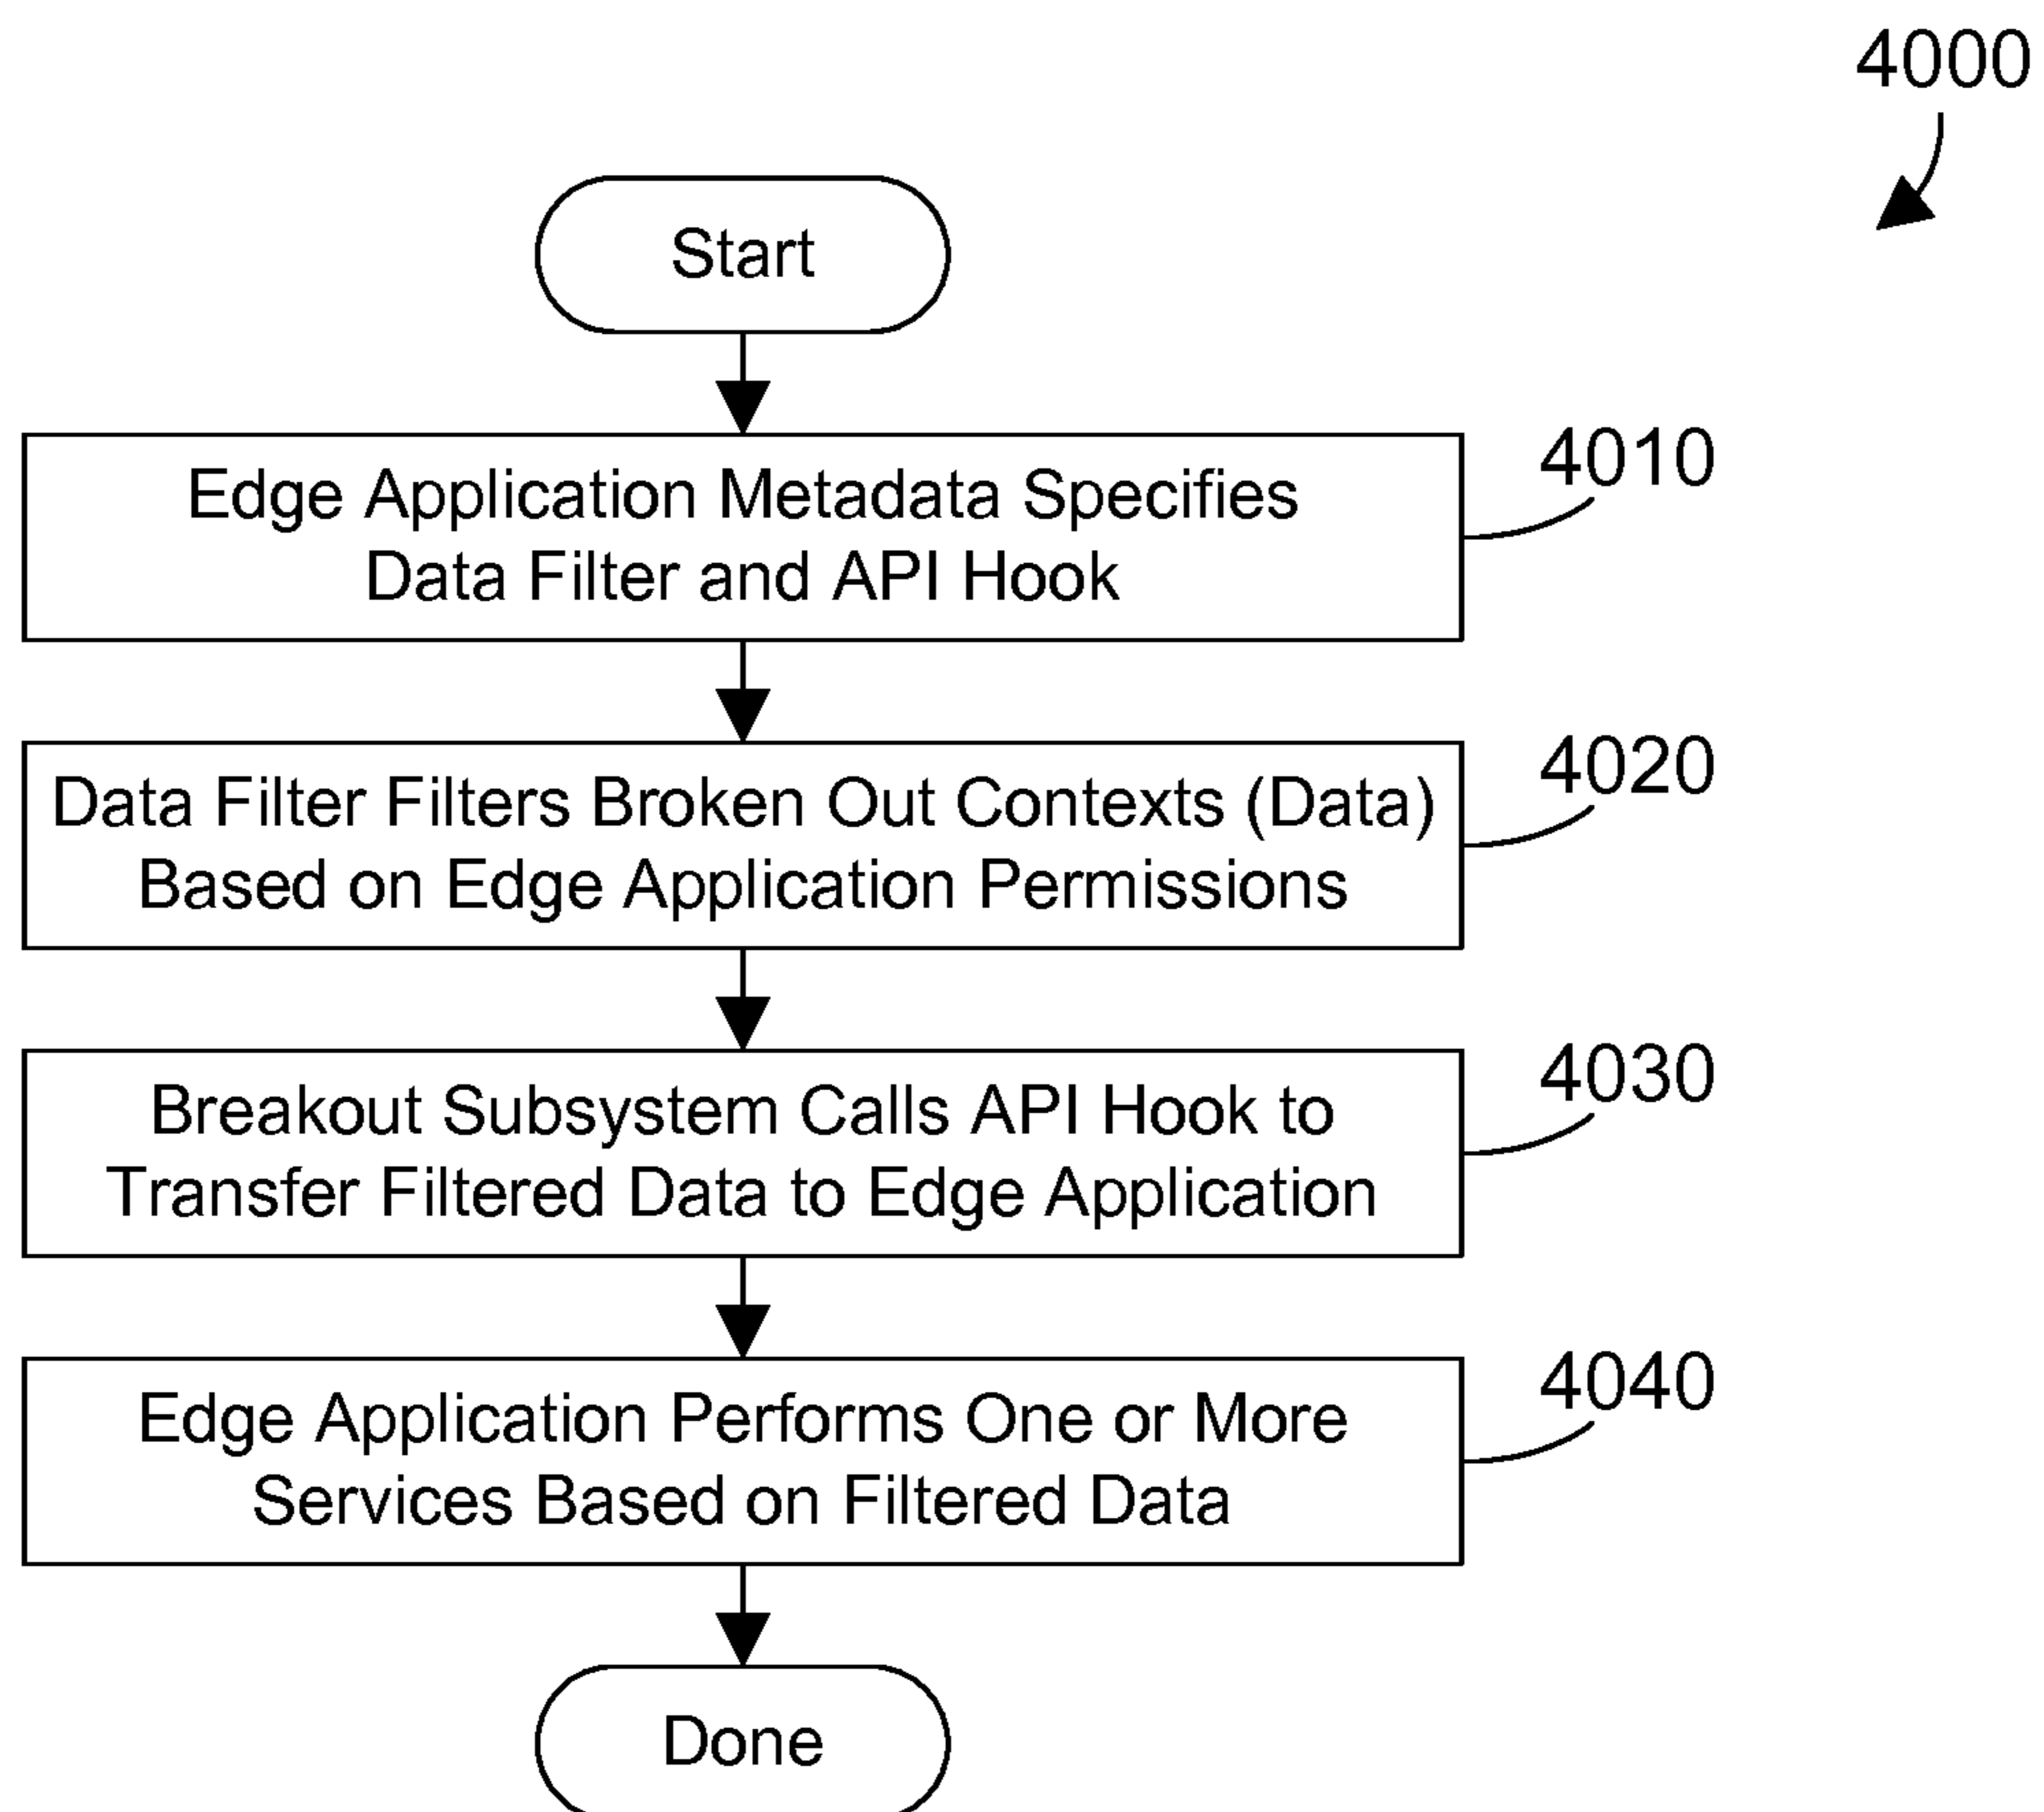 4000
Start
Edge Application Metadata Specifies
Data Filter and API Hook
4010
Data Filter Filters Broken Out Contexts (Data)
Based on Edge Application Permissions
4020
Breakout Subsystem Calls API Hook to
Transfer Filtered Data to Edge Application
4030
Edge Application Performs One or More
Services Based on Filtered Data
4040
Done